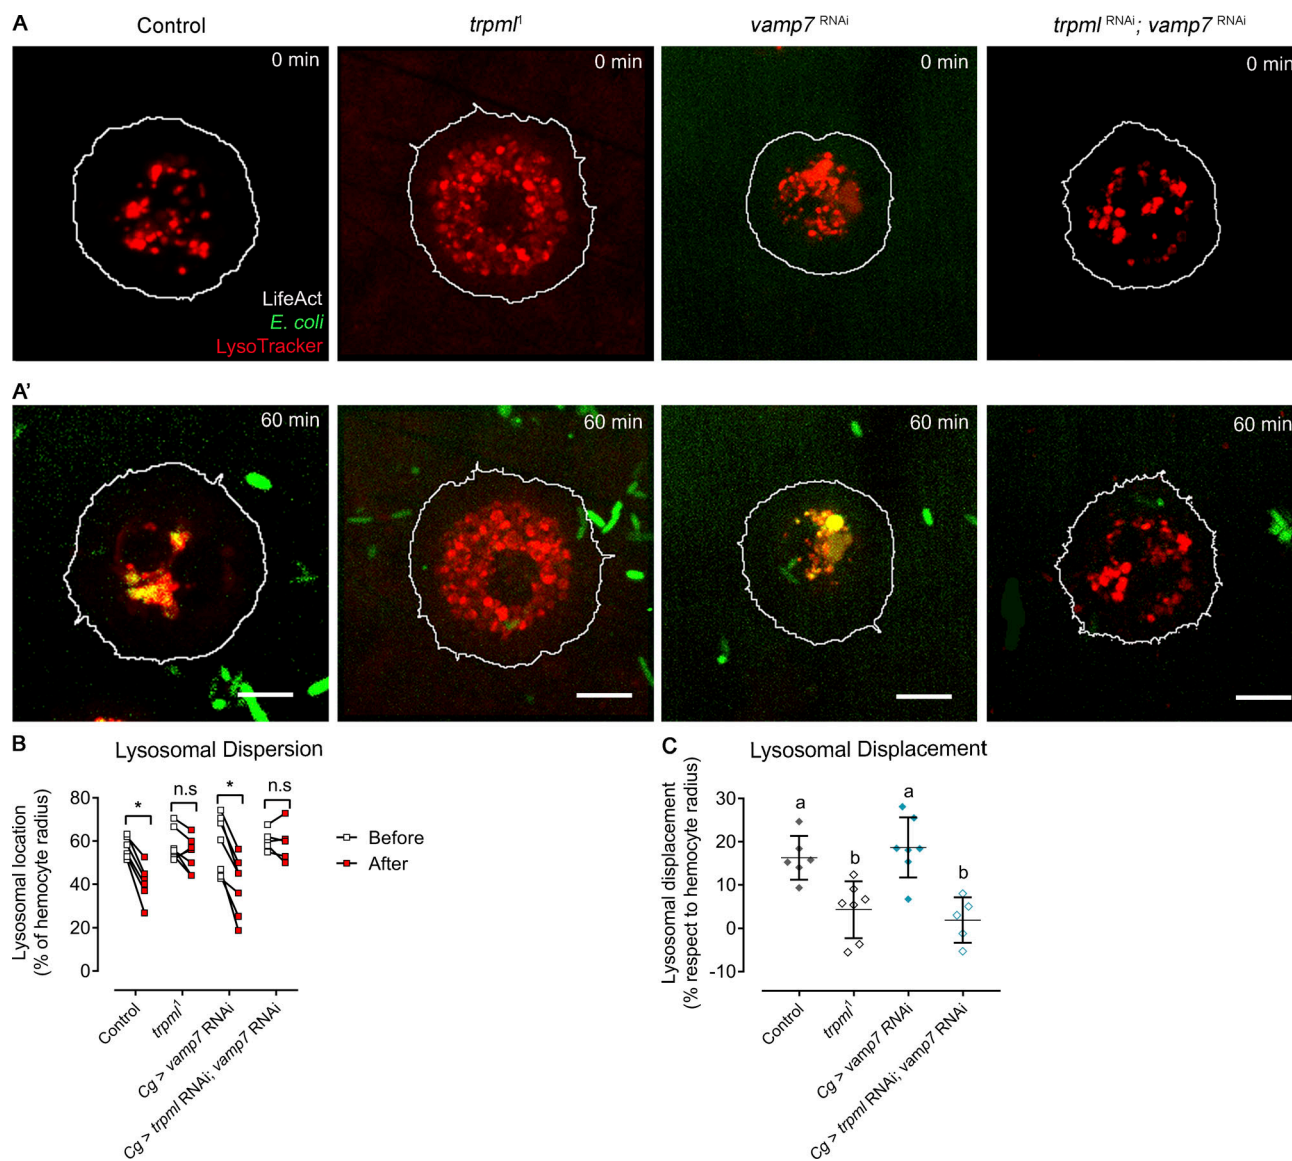 A
Control
trpml¹
vamp7 RNAi
trpml RNAi; vamp7 RNAi
0 min
0 min
0 min
0 min
LifeAct
E. coli
LysoTracker
A'
60 min
60 min
60 min
60 min
B
Lysosomal Dispersion
Lysosomal location
(% of hemocyte radius)
80
60
40
20
0
*
n.s
*
n.s
Before
After
Control
trpml¹
Cg > vamp7 RNAi
Cg > trpml RNAi; vamp7 RNAi
C
Lysosomal Displacement
Lysosomal displacement
(% respect to hemocyte radius)
30
20
10
0
-10
a
b
a
b
Control
trpml¹
Cg > vamp7 RNAi
Cg > trpml RNAi; vamp7 RNAi